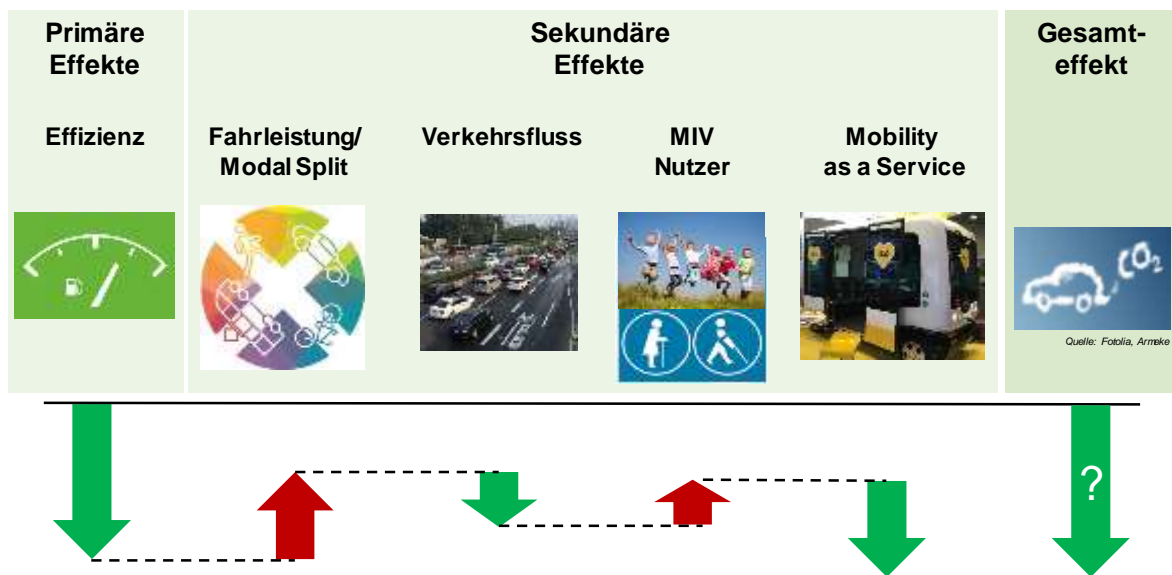 Primäre
Effekte
Sekundäre
Effekte
Gesamt-
effekt
Effizienz
Fahrleistung/
Modal Split
Verkehrsfluss
MIV
Nutzer
Mobility
as a Service
CO2
Quelle: Fotolia, Armeke
?